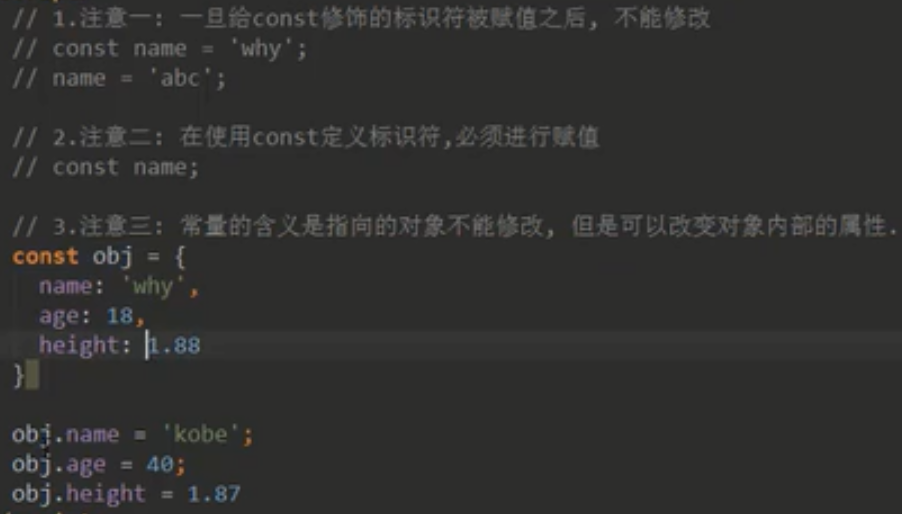 // 1.注意一: 一旦给const修饰的标识符被赋值之后, 不能修改
// const name = 'why';
// name = 'abc';
// 2.注意二: 在使用const定义标识符,必须进行赋值
// const name;
// 3.注意三: 常量的含义是指向的对象不能修改, 但是可以改变对象内部的属性.
const obj = {
name: 'why',
age: 18,
height: 1.88
}
obj.name = 'kobe';
obj.age = 40;
obj.height = 1.87